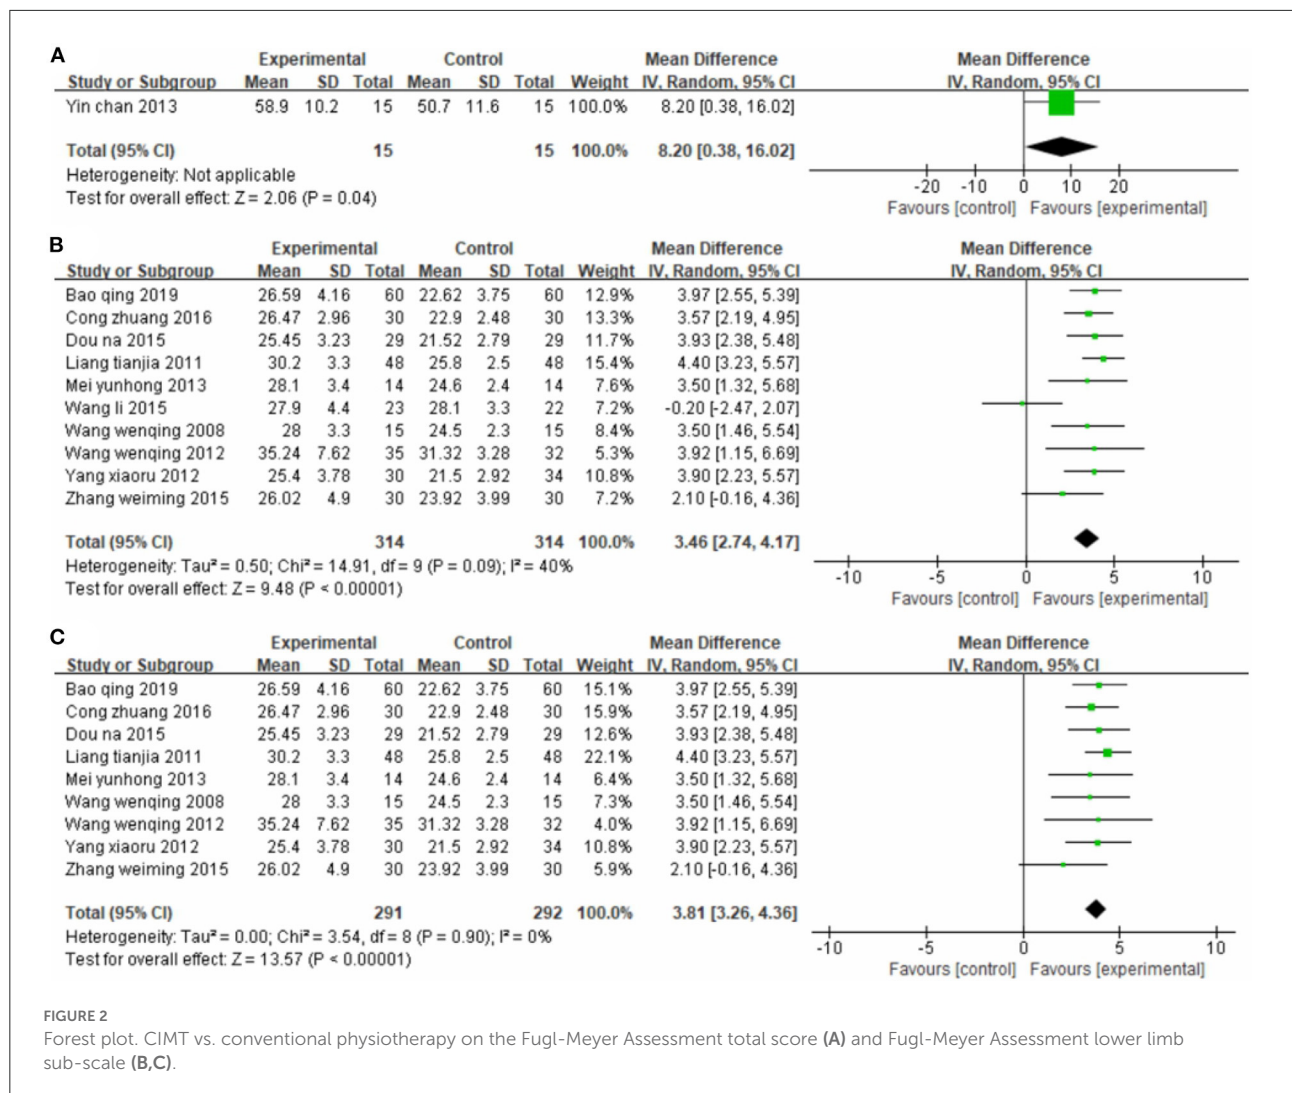 A
Experimental Control Mean Difference Mean Difference
Study or Subgroup Mean SD Total Mean SD Total Weight IV, Random, 95% CI IV, Random, 95% CI
Yin chan 2013 58.9 10.2 15 50.7 11.6 15 100.0% 8.20 [0.38, 16.02]
Total (95% CI) 15 15 100.0% 8.20 [0.38, 16.02]
Heterogeneity: Not applicable
Test for overall effect: Z = 2.06 (P = 0.04)
-20 -10 0 10 20
Favours [control] Favours [experimental]
B
Experimental Control Mean Difference Mean Difference
Study or Subgroup Mean SD Total Mean SD Total Weight IV, Random, 95% CI IV, Random, 95% CI
Bao qing 2019 26.59 4.16 60 22.62 3.75 60 12.9% 3.97 [2.55, 5.39]
Cong zhuang 2016 26.47 2.96 30 22.9 2.48 30 13.3% 3.57 [2.19, 4.95]
Dou na 2015 25.45 3.23 29 21.52 2.79 29 11.7% 3.93 [2.38, 5.48]
Liang tianjia 2011 30.2 3.3 48 25.8 2.5 48 15.4% 4.40 [3.23, 5.57]
Mei yunhong 2013 28.1 3.4 14 24.6 2.4 14 7.6% 3.50 [1.32, 5.68]
Wang li 2015 27.9 4.4 23 28.1 3.3 22 7.2% -0.20 [-2.47, 2.07]
Wang wenqing 2008 28 3.3 15 24.5 2.3 15 8.4% 3.50 [1.46, 5.54]
Wang wenqing 2012 35.24 7.62 35 31.32 3.28 32 5.3% 3.92 [1.15, 6.69]
Yang xiaoru 2012 25.4 3.78 30 21.5 2.92 34 10.8% 3.90 [2.23, 5.57]
Zhang weiming 2015 26.02 4.9 30 23.92 3.99 30 7.2% 2.10 [-0.16, 4.36]
Total (95% CI) 314 314 100.0% 3.46 [2.74, 4.17]
Heterogeneity: Tau² = 0.50; Chi² = 14.91, df = 9 (P = 0.09); I² = 40%
Test for overall effect: Z = 9.48 (P < 0.00001)
-10 -5 0 5 10
Favours [control] Favours [experimental]
C
Experimental Control Mean Difference Mean Difference
Study or Subgroup Mean SD Total Mean SD Total Weight IV, Random, 95% CI IV, Random, 95% CI
Bao qing 2019 26.59 4.16 60 22.62 3.75 60 15.1% 3.97 [2.55, 5.39]
Cong zhuang 2016 26.47 2.96 30 22.9 2.48 30 15.9% 3.57 [2.19, 4.95]
Dou na 2015 25.45 3.23 29 21.52 2.79 29 12.6% 3.93 [2.38, 5.48]
Liang tianjia 2011 30.2 3.3 48 25.8 2.5 48 22.1% 4.40 [3.23, 5.57]
Mei yunhong 2013 28.1 3.4 14 24.6 2.4 14 6.4% 3.50 [1.32, 5.68]
Wang wenqing 2008 28 3.3 15 24.5 2.3 15 7.3% 3.50 [1.46, 5.54]
Wang wenqing 2012 35.24 7.62 35 31.32 3.28 32 4.0% 3.92 [1.15, 6.69]
Yang xiaoru 2012 25.4 3.78 30 21.5 2.92 34 10.8% 3.90 [2.23, 5.57]
Zhang weiming 2015 26.02 4.9 30 23.92 3.99 30 5.9% 2.10 [-0.16, 4.36]
Total (95% CI) 291 292 100.0% 3.81 [3.26, 4.36]
Heterogeneity: Tau² = 0.00; Chi² = 3.54, df = 8 (P = 0.90); I² = 0%
Test for overall effect: Z = 13.57 (P < 0.00001)
-10 -5 0 5 10
Favours [control] Favours [experimental]
FIGURE 2
Forest plot. CIMT vs. conventional physiotherapy on the Fugl-Meyer Assessment total score (A) and Fugl-Meyer Assessment lower limb
sub-scale (B,C).